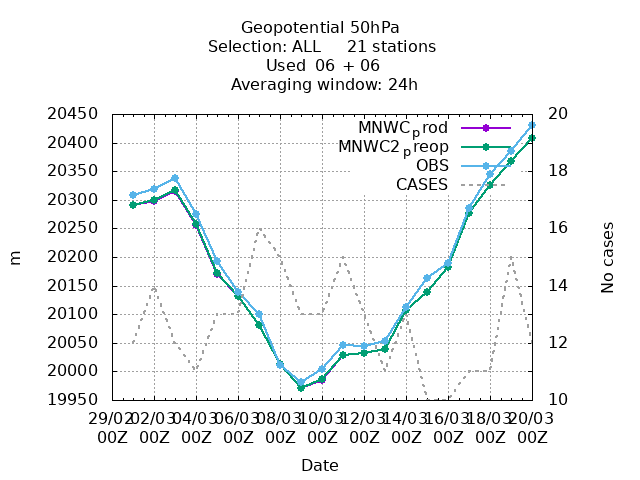 Geopotential 50hPa
Selection: ALL 21 stations
Used 06 + 06
Averaging window: 24h
MNWCprod
MNWC2preop
OBS
CASES
20450
20400
20350
20300
20250
20200
20150
20100
20050
20000
19950
m
20
18
16
14
12
10
No cases
29/02 02/03 04/03 06/03 08/03 10/03 12/03 14/03 16/03 18/03 20/03
00Z 00Z 00Z 00Z 00Z 00Z 00Z 00Z 00Z 00Z 00Z
Date